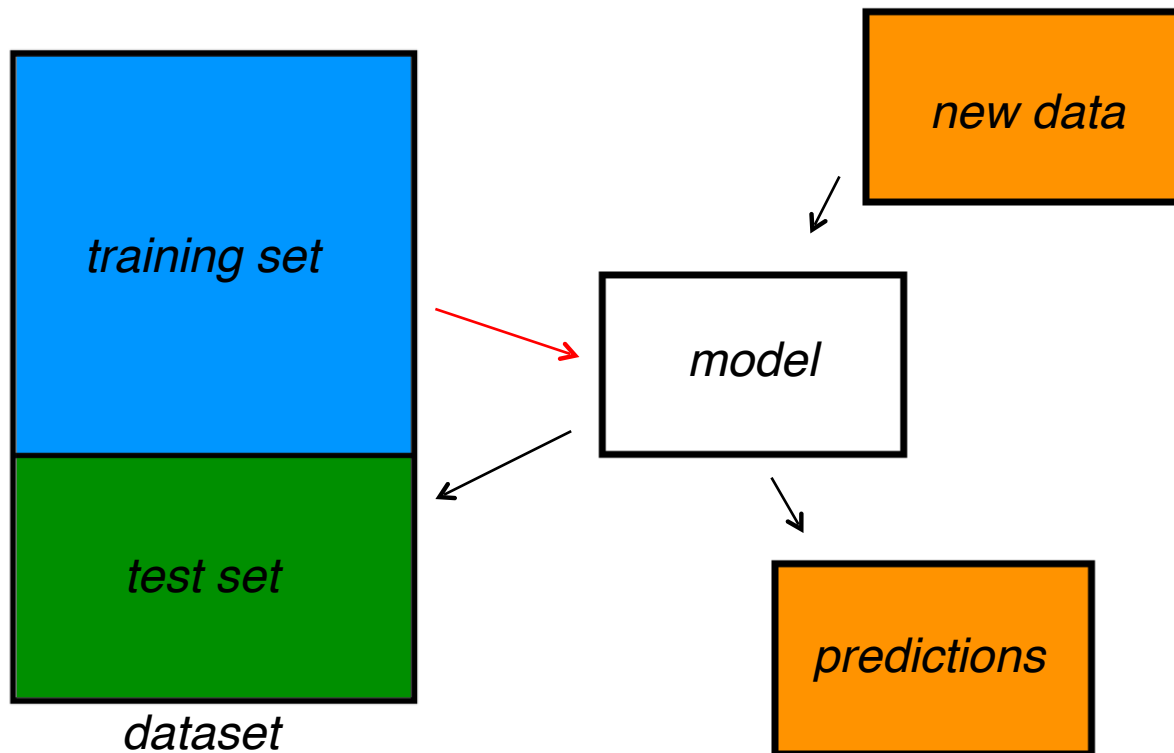 new data
training set
model
test set
predictions
dataset